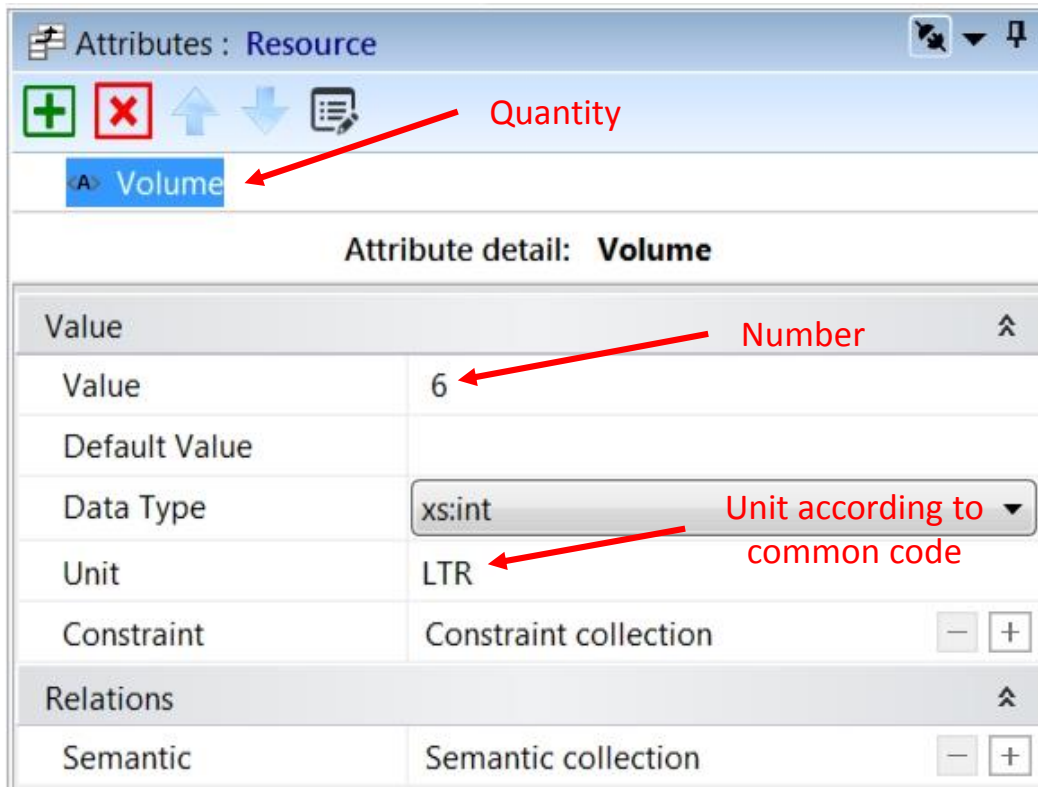 Attributes : Resource
Quantity
<A> Volume
Attribute detail: Volume
Value
Number
Value 6
Default Value
Data Type xs:int
Unit according to
common code
Unit LTR
Constraint Constraint collection
Relations
Semantic Semantic collection